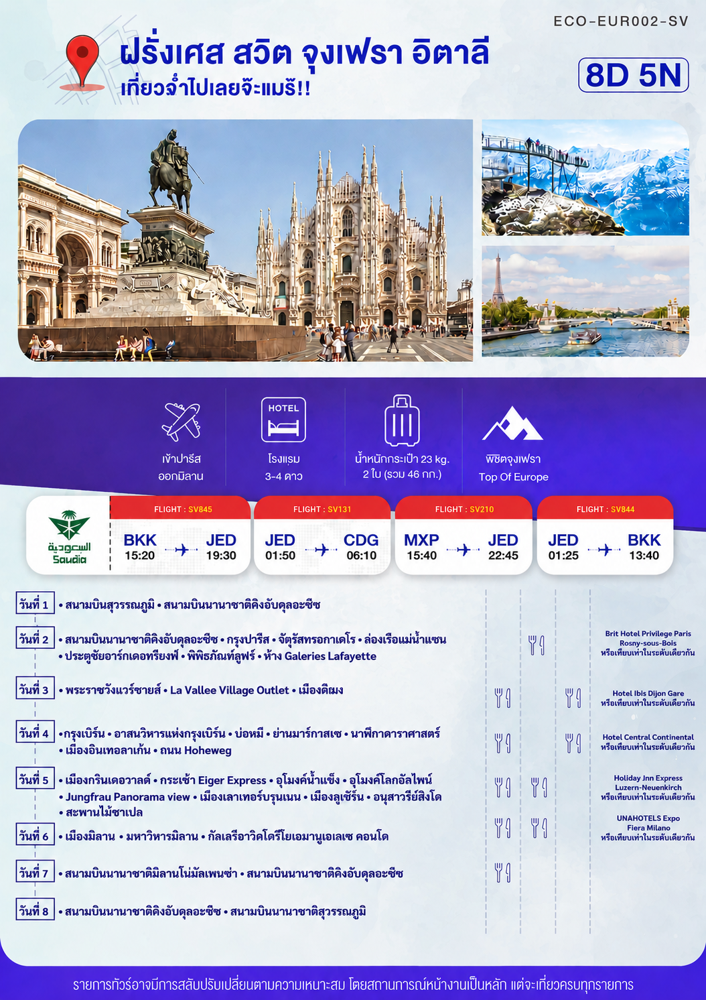 ECO-EUR002-SV
ฝรั่งเศส สวิต จุงเฟรา อิตาลี
8D 5N
เที่ยวจ่ำไปเลยจ๊ะแมร๊!!
HOTEL
เข้าปารีส
ออกมิลาน
โรงแรม
3-4 ดาว
น้ำหนักกระเป๋า 23 kg.
2 ใบ (รวม 46 กก.)
พิชิตจุงเฟรา
Top Of Europe
السعودية
Saudia
FLIGHT : SV845
BKK JED
15:20 19:30
FLIGHT : SV131
JED CDG
01:50 06:10
FLIGHT : SV210
MXP JED
15:40 22:45
FLIGHT : SV844
JED BKK
01:25 13:40
วันที่ 1 • สนามบินสุวรรณภูมิ • สนามบินนานาชาติคิงอับดุลอะซีซ
วันที่ 2 • สนามบินนานาชาติคิงอับดุลอะซีซ • กรุงปารีส • จัตุรัสทรอกาเดโร • ล่องเรือแม่น้ำแซน
• ประตูชัยอาร์กเดอทรียงฟ์ • พิพิธภัณฑ์ลูฟร์ • ห้าง Galeries Lafayette
Brit Hotel Privilege Paris
Rosny-sous-Bois
หรือเทียบเท่าในระดับเดียวกัน
วันที่ 3 • พระราชวังแวร์ซายส์ • La Vallee Village Outlet • เมืองดิฌง
Hotel Ibis Dijon Gare
หรือเทียบเท่าในระดับเดียวกัน
วันที่ 4 •กรุงเบิร์น • อาสนวิหารแห่งกรุงเบิร์น • บ่อหมี • ย่านมาร์กาสเซ • นาฬิกาดาราศาสตร์
• เมืองอินเทอลาเก้น • ถนน Hoheweg
Hotel Central Continental
หรือเทียบเท่าในระดับเดียวกัน
วันที่ 5 • เมืองกรินเดอวาลด์ • กระเช้า Eiger Express • อุโมงค์น้ำแข็ง • อุโมงค์โลกอัลไพน์
• Jungfrau Panorama view • เมืองเลาเทอร์บรุนเนน • เมืองลูเซิร์น • อนุสาวรีย์สิงโต
• สะพานไม้ชาเปล
Holiday Jnn Express
Luzern-Neuenkirch
หรือเทียบเท่าในระดับเดียวกัน
วันที่ 6 • เมืองมิลาน • มหาวิหารมิลาน • กัลเลรีอาวิคโดรีโยเอมานูเอเลเซ คอนโด
UNAHOTELS Expo
Fiera Milano
หรือเทียบเท่าในระดับเดียวกัน
วันที่ 7 • สนามบินนานาชาติมิลานโน่มัลเพนซ่า • สนามบินนานาชาติคิงอับดุลอะซีซ
วันที่ 8 • สนามบินนานาชาติคิงอับดุลอะซีซ • สนามบินนานาชาติสุวรรณภูมิ
รายการทัวร์อาจมีการสลับปรับเปลี่ยนตามความเหมาะสม โดยสถานการณ์หน้างานเป็นหลัก แต่จะเที่ยวครบทุกรายการ